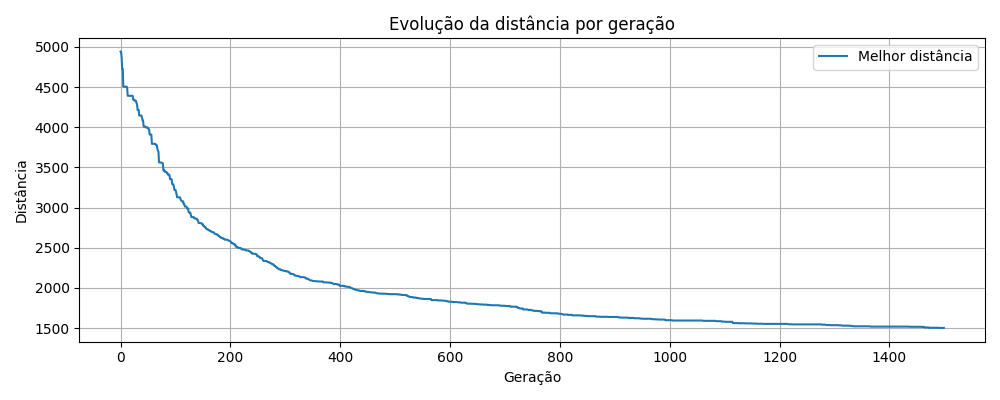 Evolução da distância por geração
Melhor distância
Distância
5000
4500
4000
3500
3000
2500
2000
1500
0 200 400 600 800 1000 1200 1400
Geração